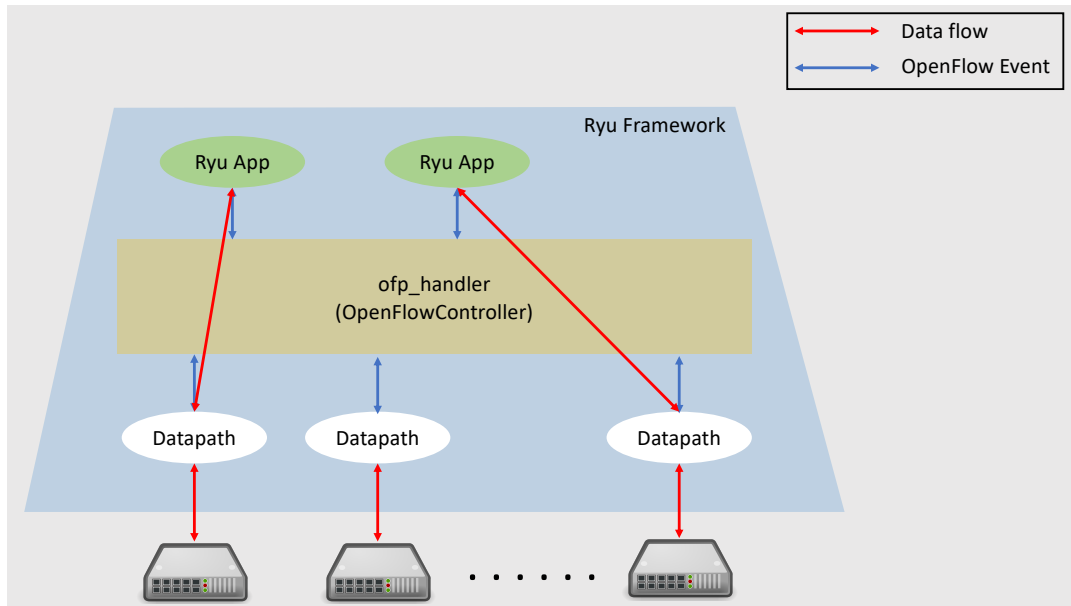 Data flow
OpenFlow Event
Ryu Framework
Ryu App
Ryu App
ofp_handler
(OpenFlowController)
Datapath
Datapath
Datapath
. . . . . .